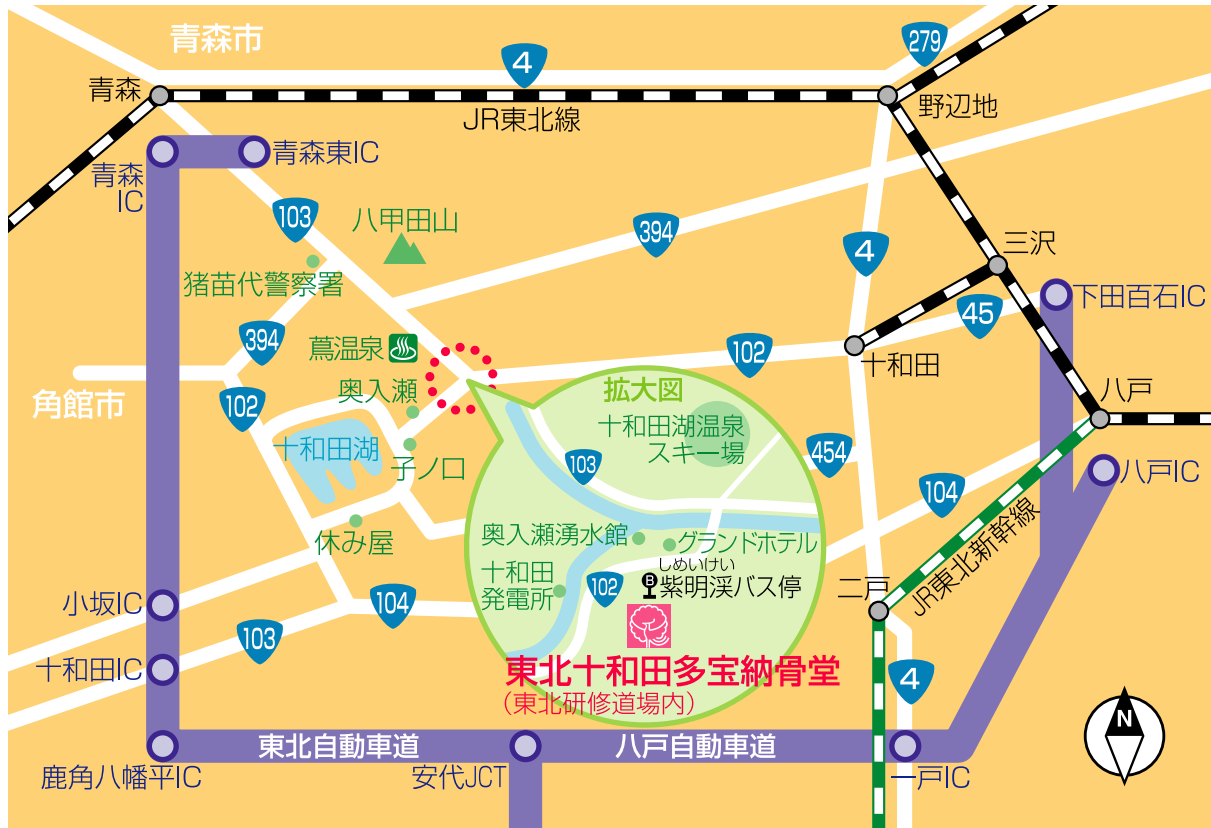 青森市
4
279
青森
JR東北線
野辺地
青森東IC
青森
IC
103
八甲田山
394
4
三沢
猪苗代警察署
下田百石IC
45
394
蔦温泉
102
十和田
奥入瀬
拡大図
八戸
角館市
102
十和田湖温泉
スキー場
十和田湖
子ノ口
103
454
八戸IC
104
休み屋
奥入瀬湧水館
グランドホテル
JR東北新幹線
しめいけい
B
紫明渓バス停
十和田
発電所
102
二戸
小坂IC
104
103
十和田IC
東北十和田多宝納骨堂
(東北研修道場内)
4
N
東北自動車道
八戸自動車道
鹿角八幡平IC
安代JCT
一戸IC